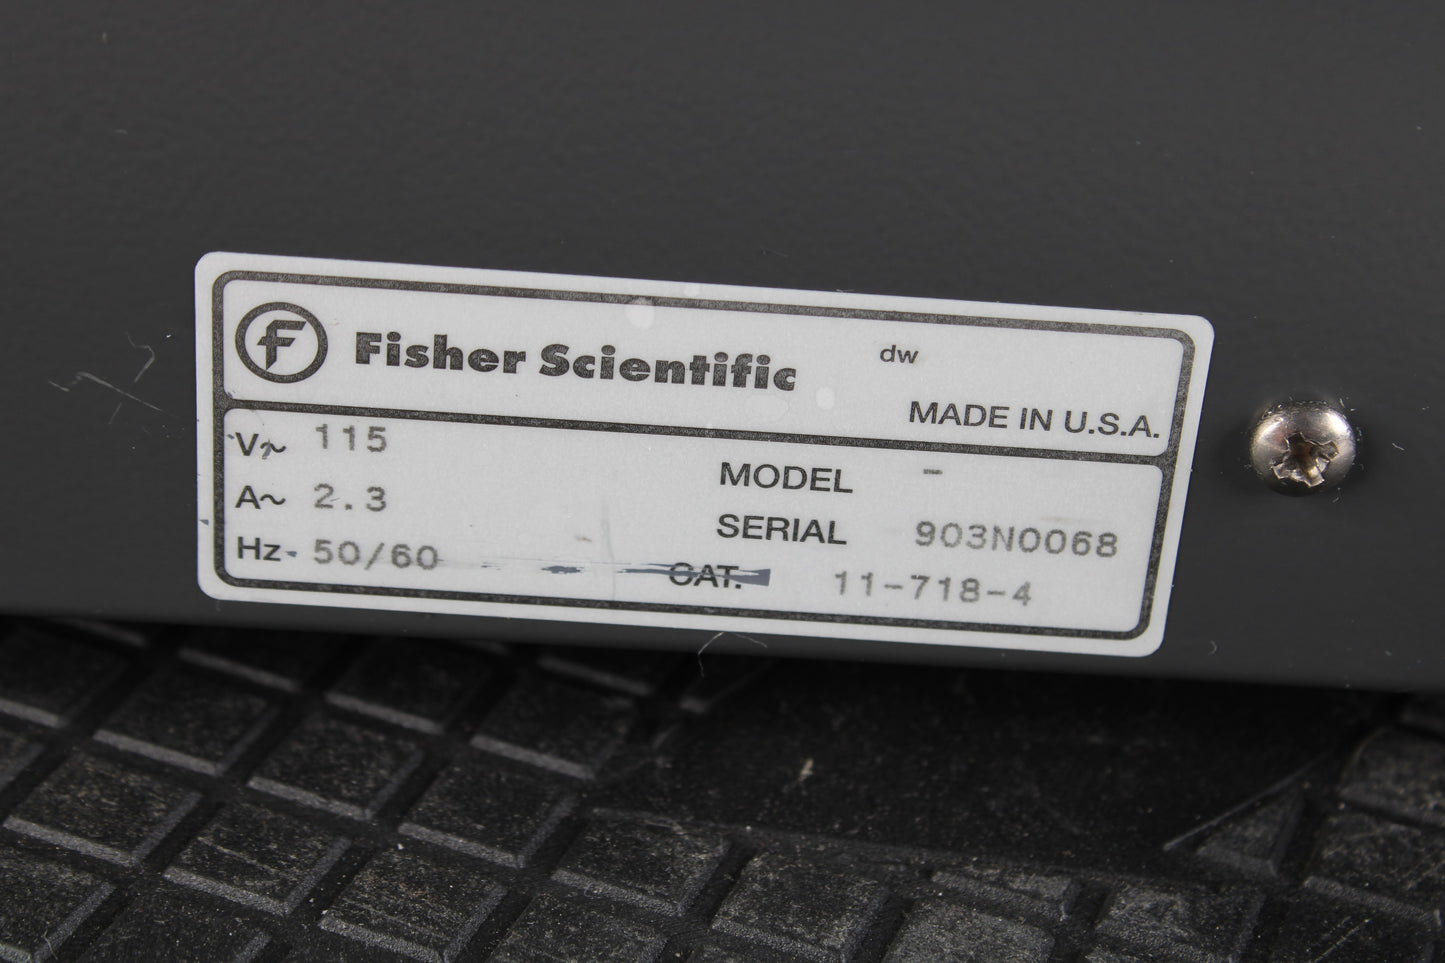 F Fisher Scientific
dw
MADE IN U.S.A.
V~ 115
A~ 2.3
Hz 50/60
MODEL -
SERIAL 903N0068
CAT. 11-718-4